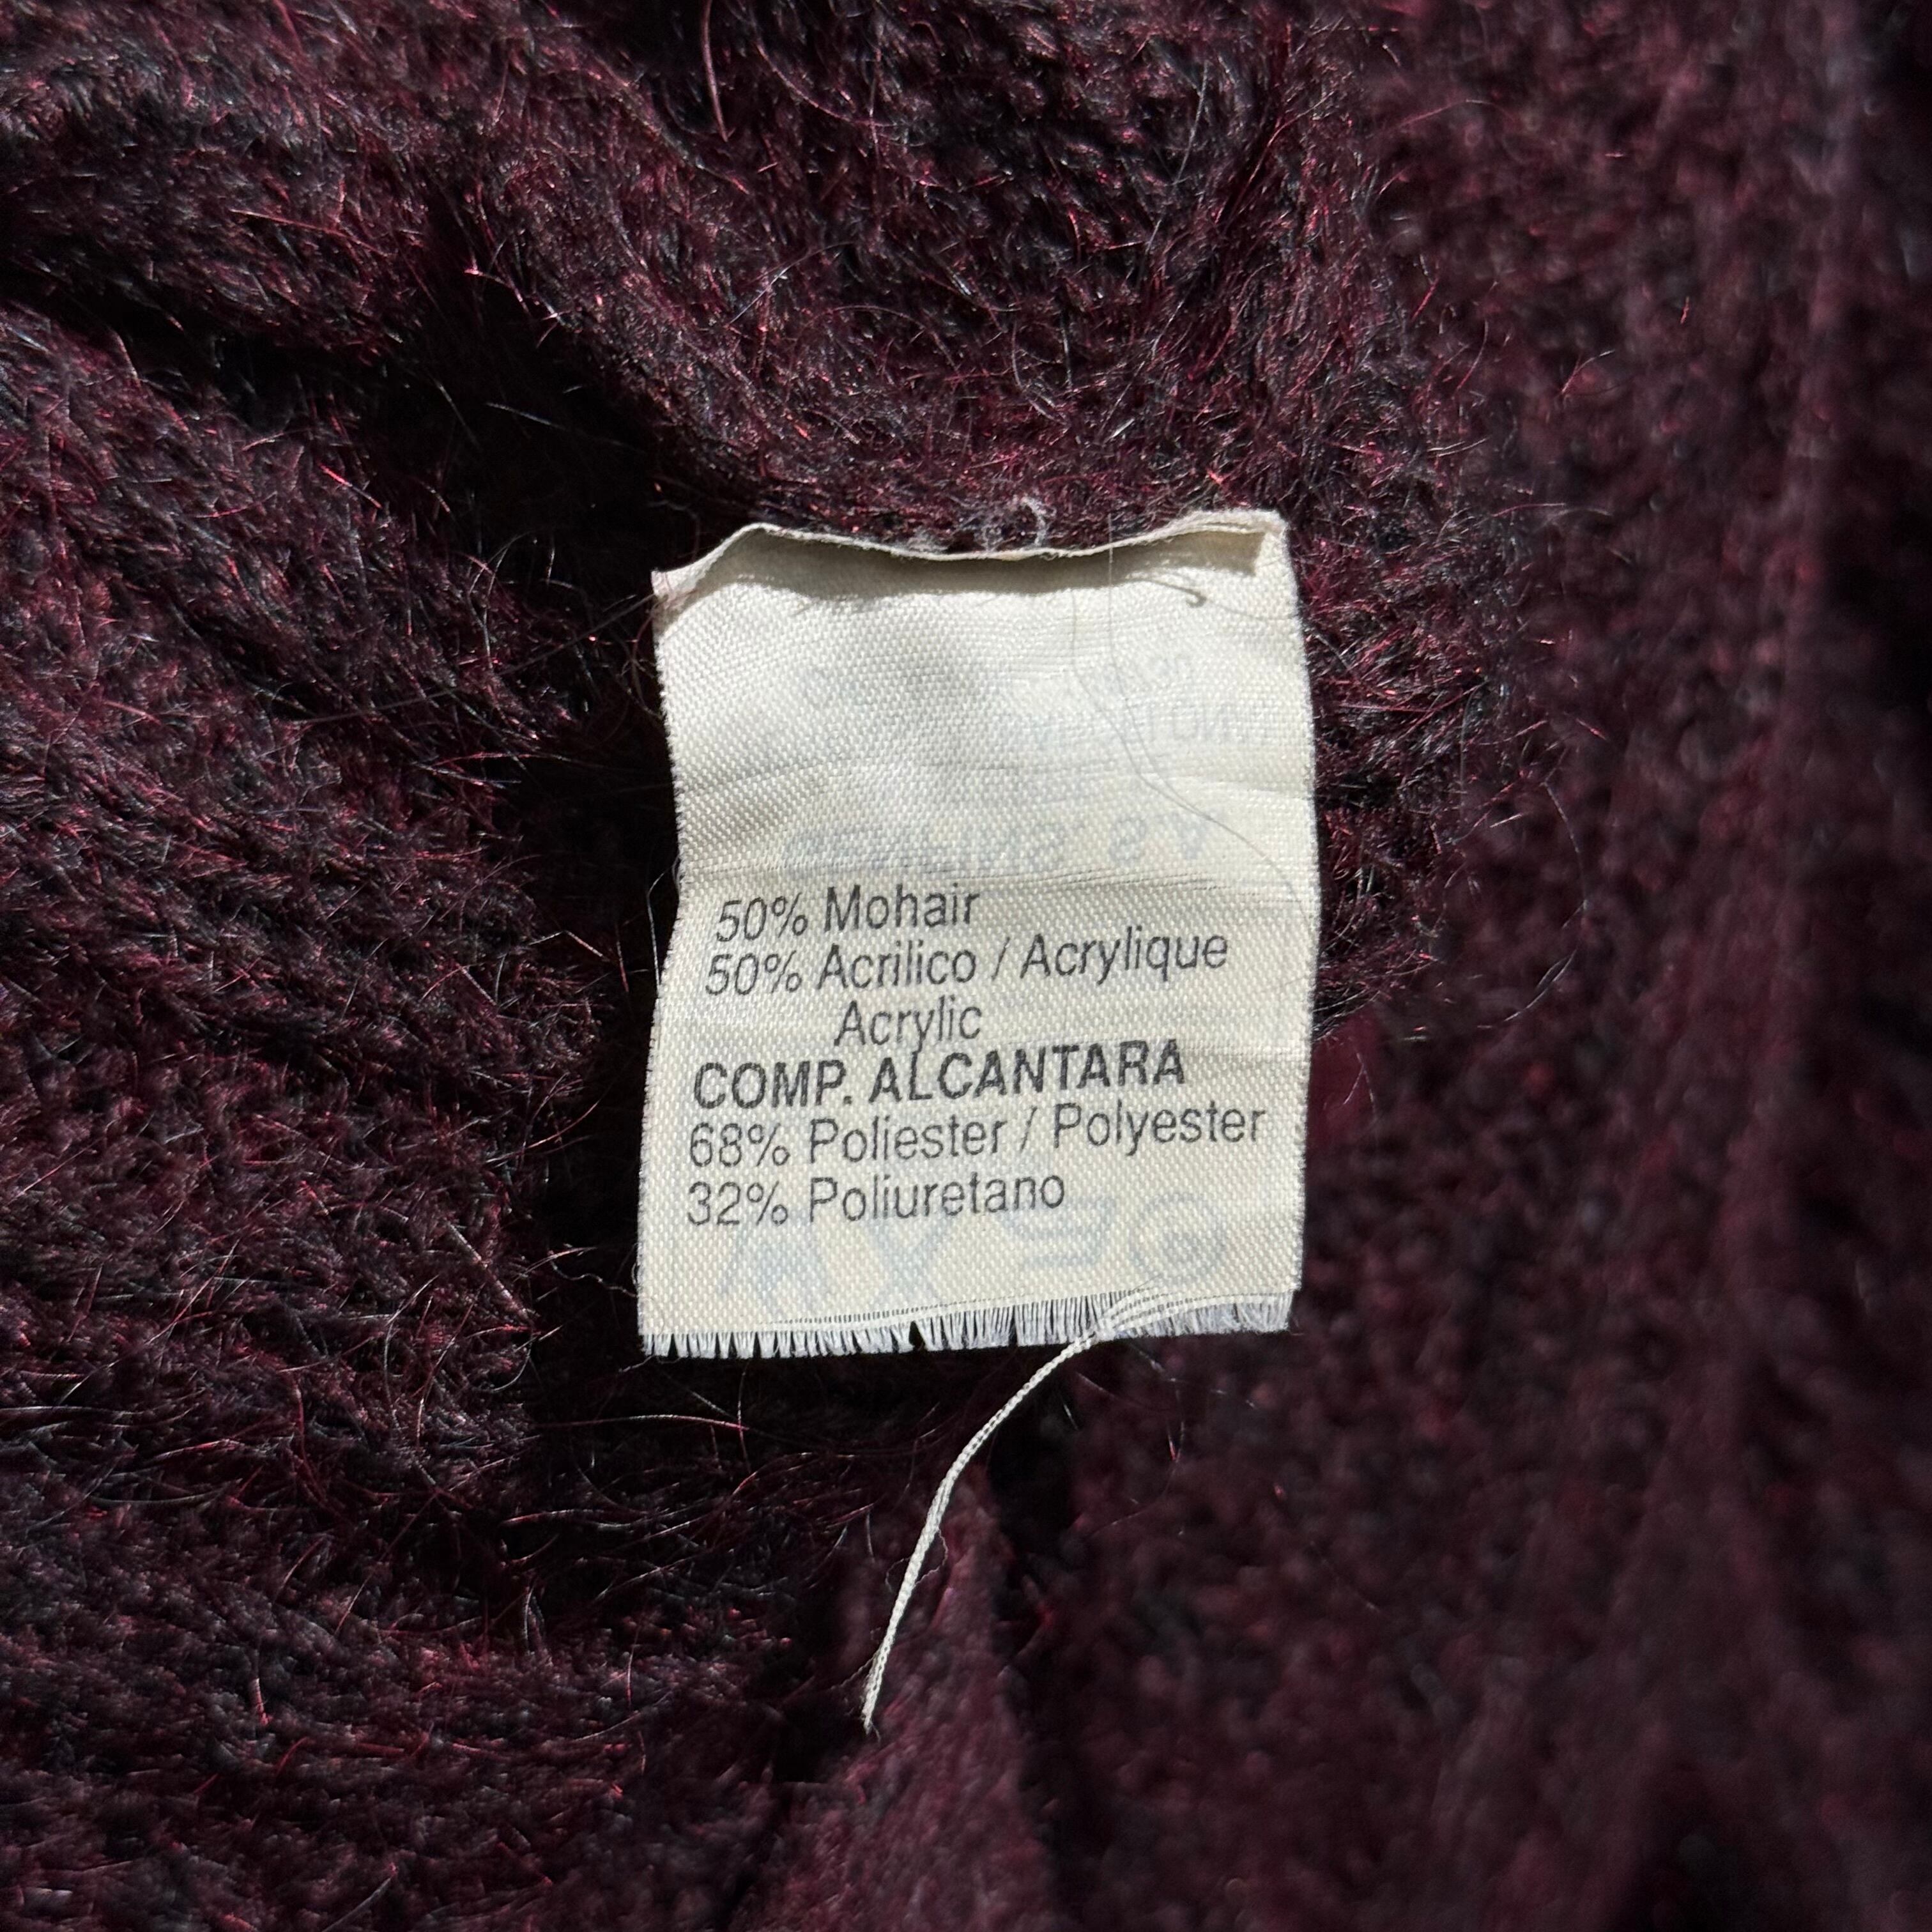 50% Mohair
50% Acrilico / Acrylique
Acrylic
COMP. ALCANTARA
68% Poliester / Polyester
32% Poliuretano